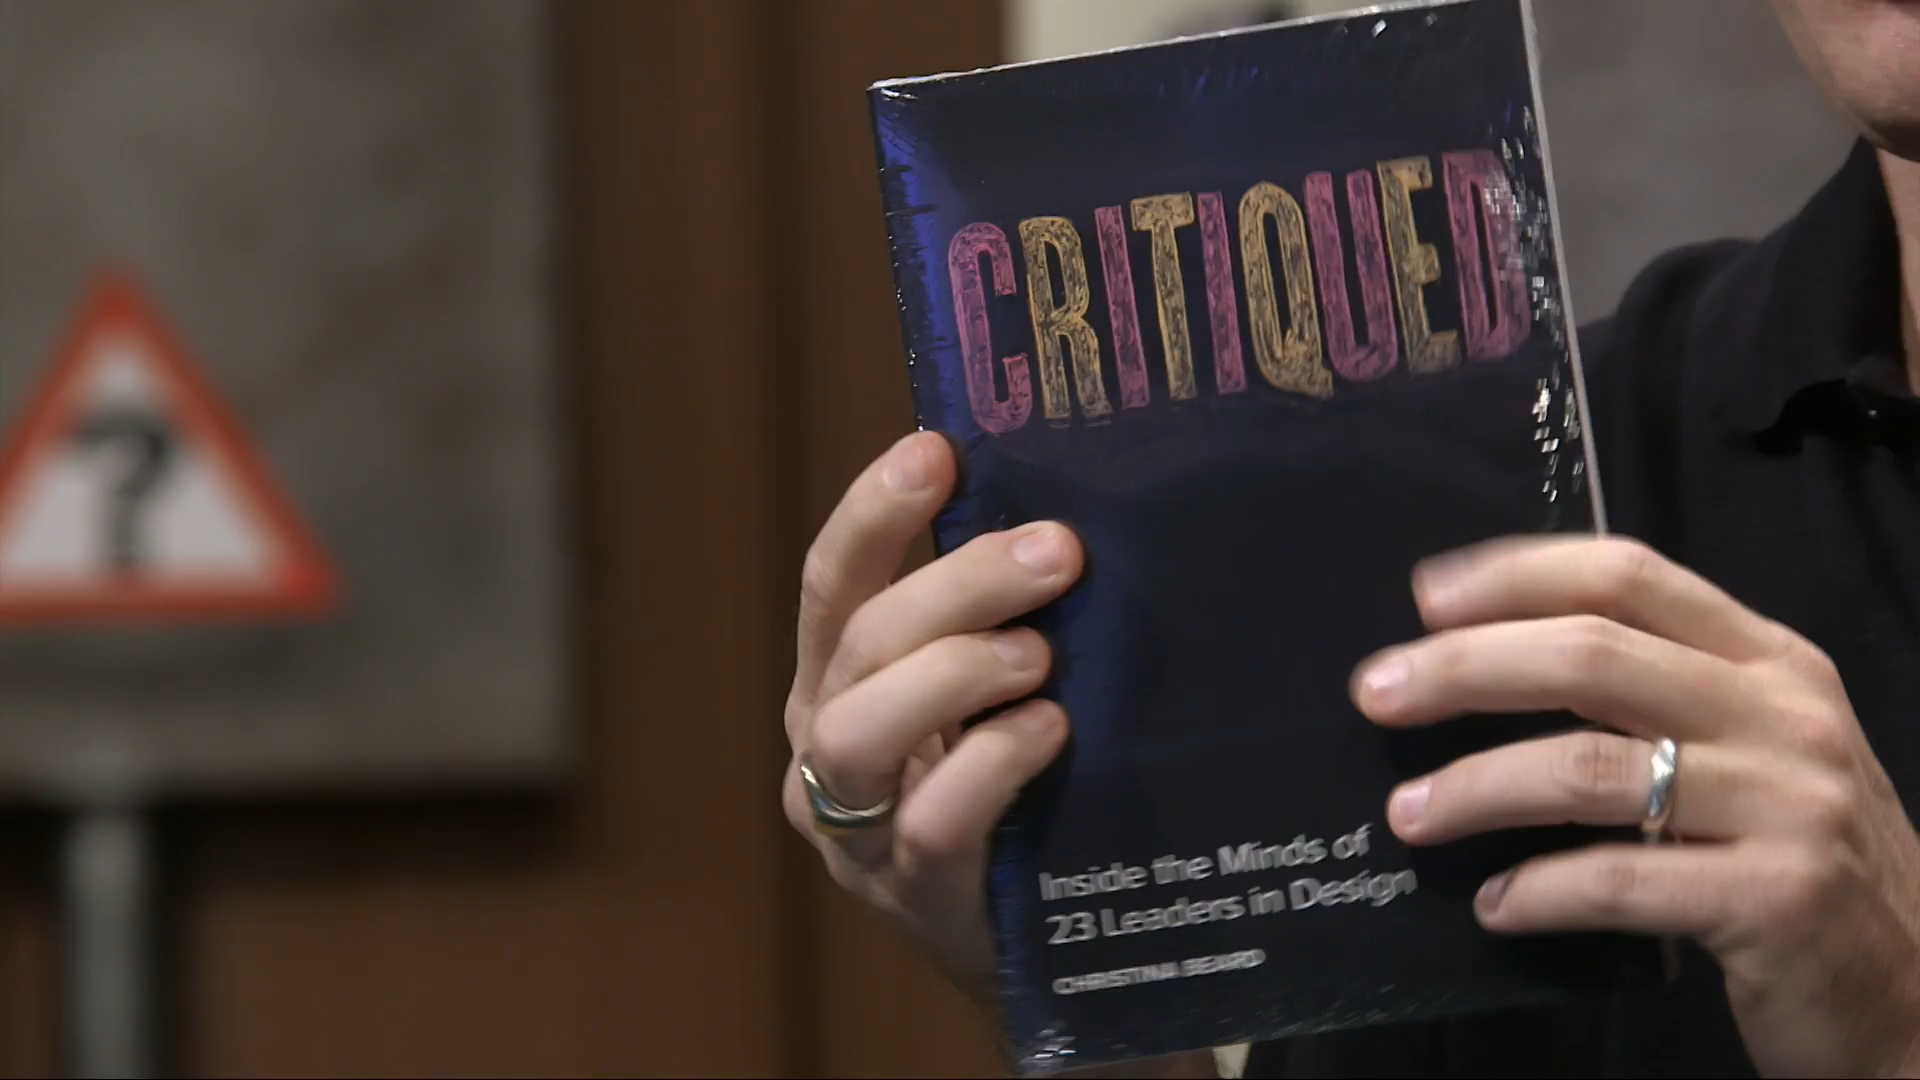 ?
CRITIQUED
Inside the Minds of
23 Leaders in Design
CHRISTINA BEARD